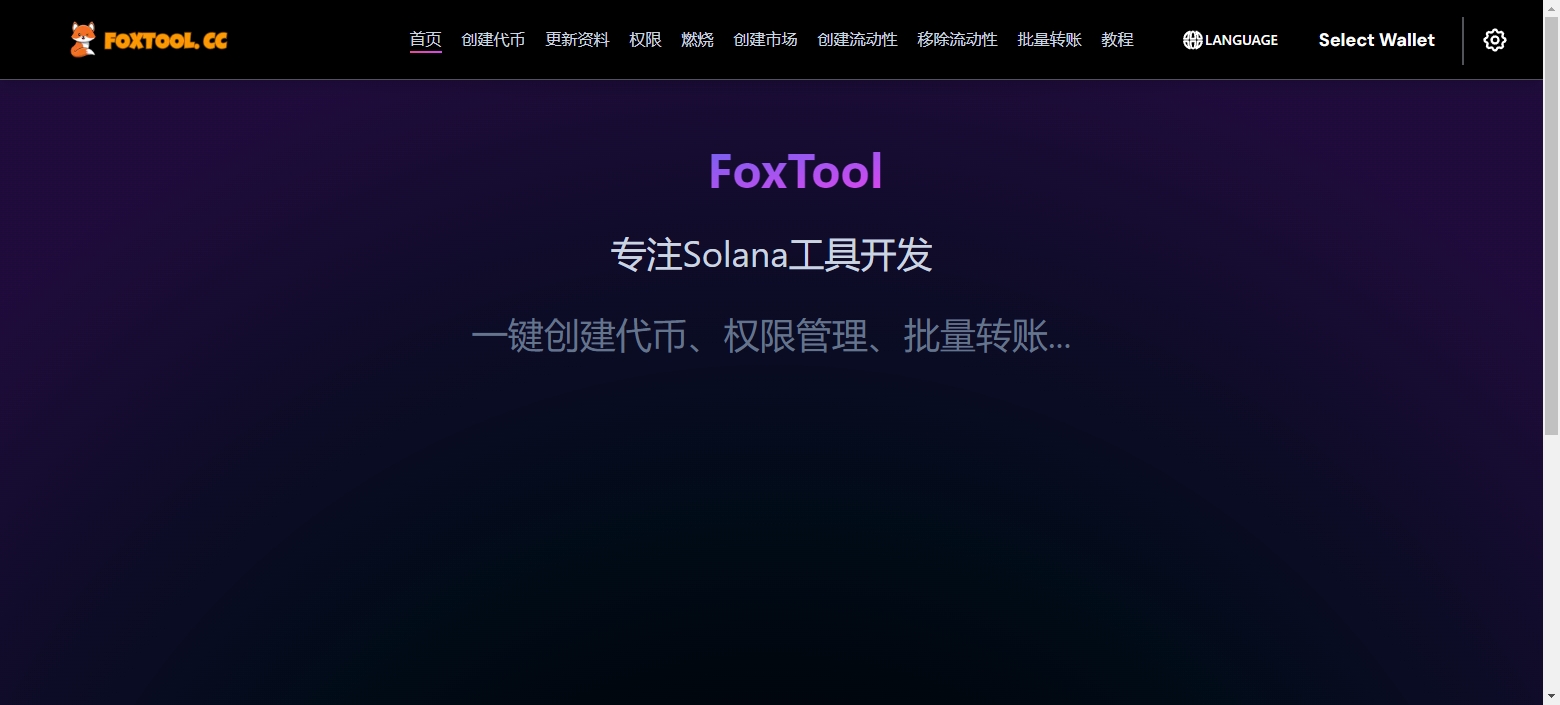 FOXTOOL.CC
首页 创建代币 更新资料 权限 燃烧 创建市场 创建流动性 移除流动性 批量转账 教程 LANGUAGE Select Wallet
FoxTool
专注Solana工具开发
一键创建代币、权限管理、批量转账...